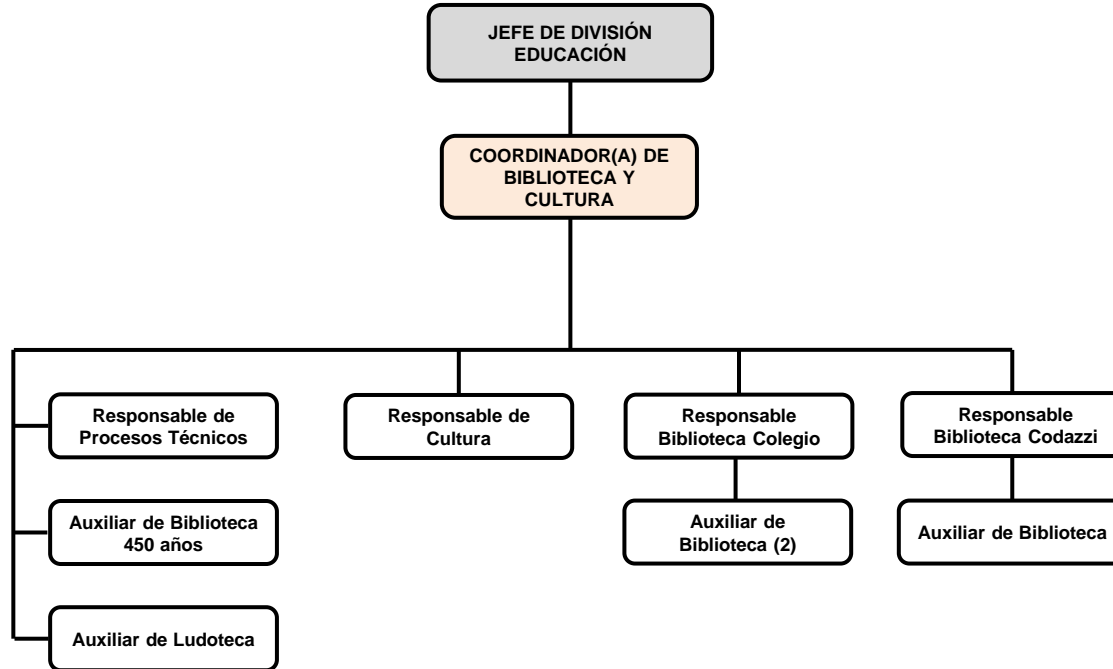 JEFE DE DIVISIÓN
EDUCACIÓN
COORDINADOR(A) DE
BIBLIOTECA Y
CULTURA
Responsable de
Procesos Técnicos
Responsable de
Cultura
Responsable
Biblioteca Colegio
Responsable
Biblioteca Codazzi
Auxiliar de Biblioteca
450 años
Auxiliar de
Biblioteca (2)
Auxiliar de Biblioteca
Auxiliar de Ludoteca